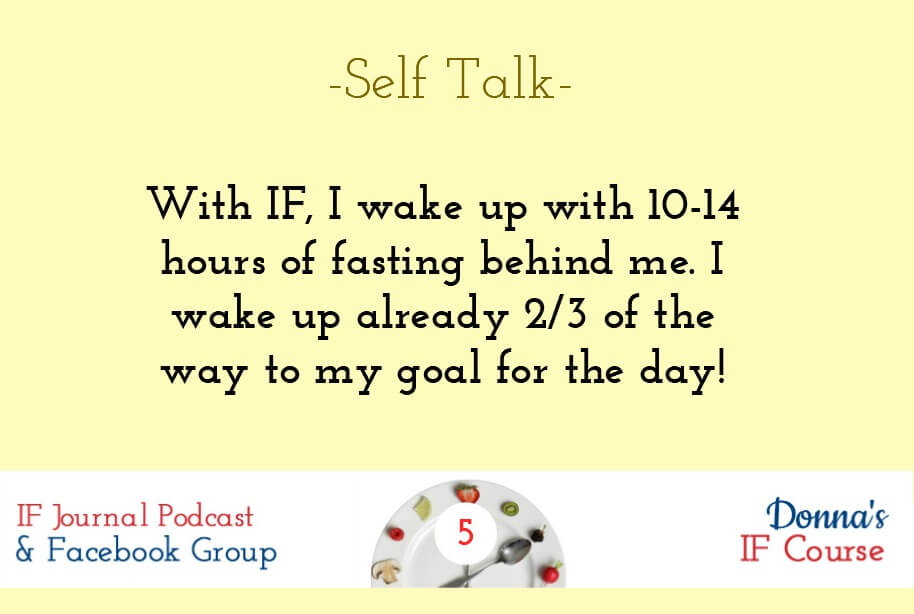 -Self Talk-
With IF, I wake up with 10-14
hours of fasting behind me. I
wake up already 2/3 of the
way to my goal for the day!
IF Journal Podcast
& Facebook Group
5
Donna's
IF Course